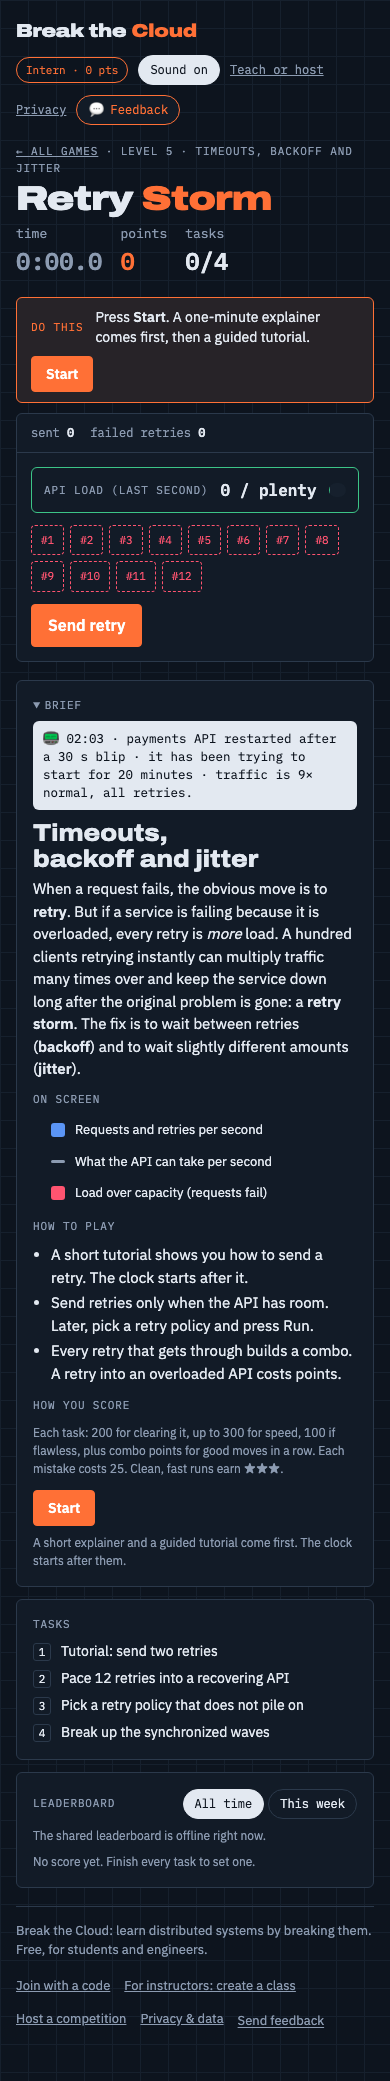 Break the Cloud
Intern · 0 pts
Sound on
Teach or host
Privacy
💬 Feedback
← ALL GAMES · LEVEL 5 · TIMEOUTS, BACKOFF AND
JITTER
Retry Storm
time points tasks
0:00.0 0 0/4
DO THIS
Press Start. A one-minute explainer
comes first, then a guided tutorial.
Start
sent 0 failed retries 0
API LOAD (LAST SECOND) 0 / plenty
#1 #2 #3 #4 #5 #6 #7 #8
#9 #10 #11 #12
Send retry
▼ BRIEF
02:03 · payments API restarted after
a 30 s blip · it has been trying to
start for 20 minutes · traffic is 9×
normal, all retries.
Timeouts,
backoff and jitter
When a request fails, the obvious move is to
retry. But if a service is failing because it is
overloaded, every retry is more load. A hundred
clients retrying instantly can multiply traffic
many times over and keep the service down
long after the original problem is gone: a retry
storm. The fix is to wait between retries
(backoff) and to wait slightly different amounts
(jitter).
ON SCREEN
Requests and retries per second
What the API can take per second
Load over capacity (requests fail)
HOW TO PLAY
• A short tutorial shows you how to send a
retry. The clock starts after it.
• Send retries only when the API has room.
Later, pick a retry policy and press Run.
• Every retry that gets through builds a combo.
A retry into an overloaded API costs points.
HOW YOU SCORE
Each task: 200 for clearing it, up to 300 for speed, 100 if
flawless, plus combo points for good moves in a row. Each
mistake costs 25. Clean, fast runs earn ★★★.
Start
A short explainer and a guided tutorial come first. The clock
starts after them.
TASKS
1 Tutorial: send two retries
2 Pace 12 retries into a recovering API
3 Pick a retry policy that does not pile on
4 Break up the synchronized waves
LEADERBOARD
All time
This week
The shared leaderboard is offline right now.
No score yet. Finish every task to set one.
Break the Cloud: learn distributed systems by breaking them.
Free, for students and engineers.
Join with a code For instructors: create a class
Host a competition Privacy & data Send feedback